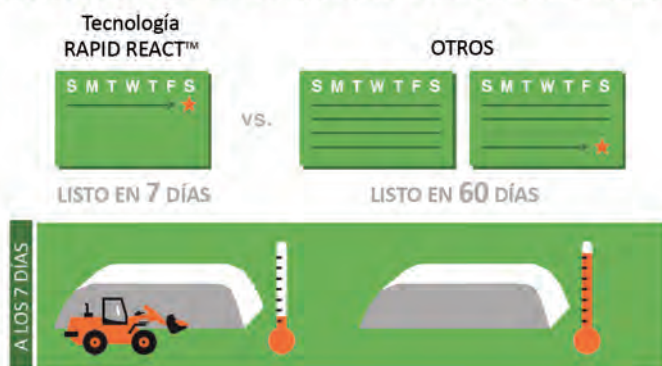 Tecnología
RAPID REACT™
OTROS
S M T W T F S
vs.
S M T W T F S
S M T W T F S
LISTO EN 7 DÍAS
LISTO EN 60 DÍAS
A LOS 7 DÍAS